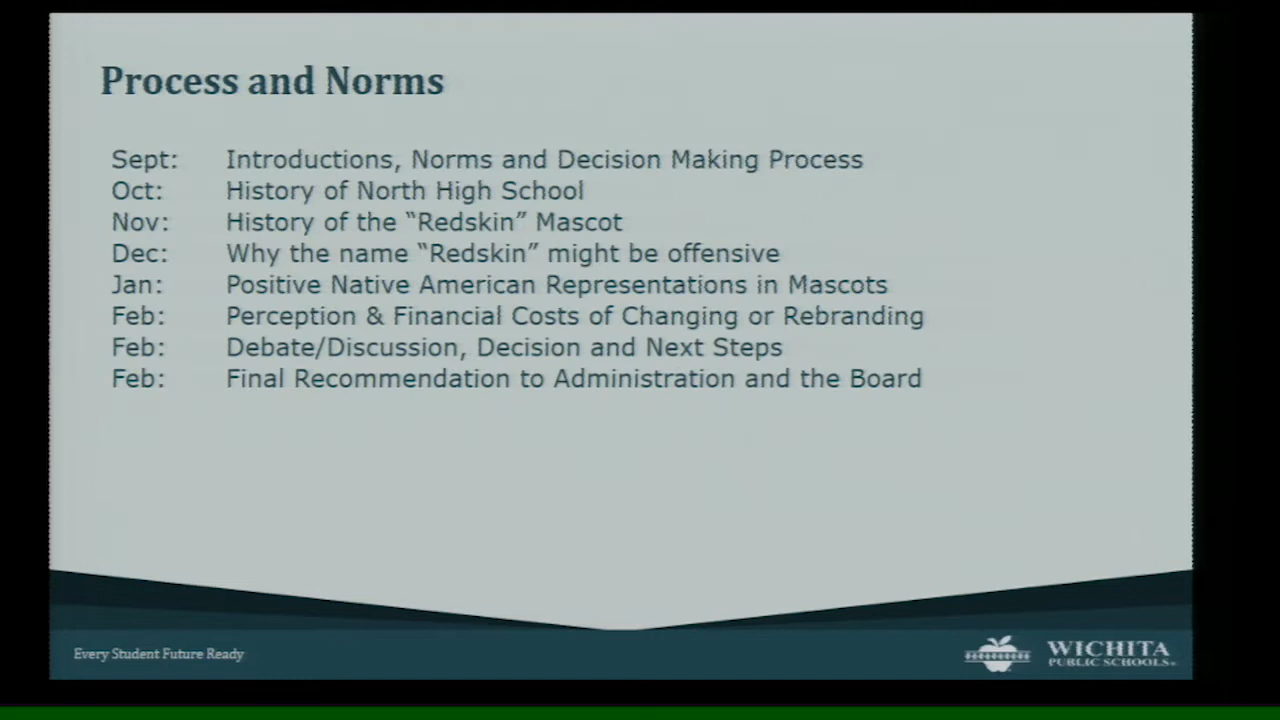 Process and Norms
Sept: Introductions, Norms and Decision Making Process
Oct: History of North High School
Nov: History of the “Redskin” Mascot
Dec: Why the name “Redskin” might be offensive
Jan: Positive Native American Representations in Mascots
Feb: Perception & Financial Costs of Changing or Rebranding
Feb: Debate/Discussion, Decision and Next Steps
Feb: Final Recommendation to Administration and the Board
Every Student Future Ready
WICHITA
PUBLIC SCHOOLS